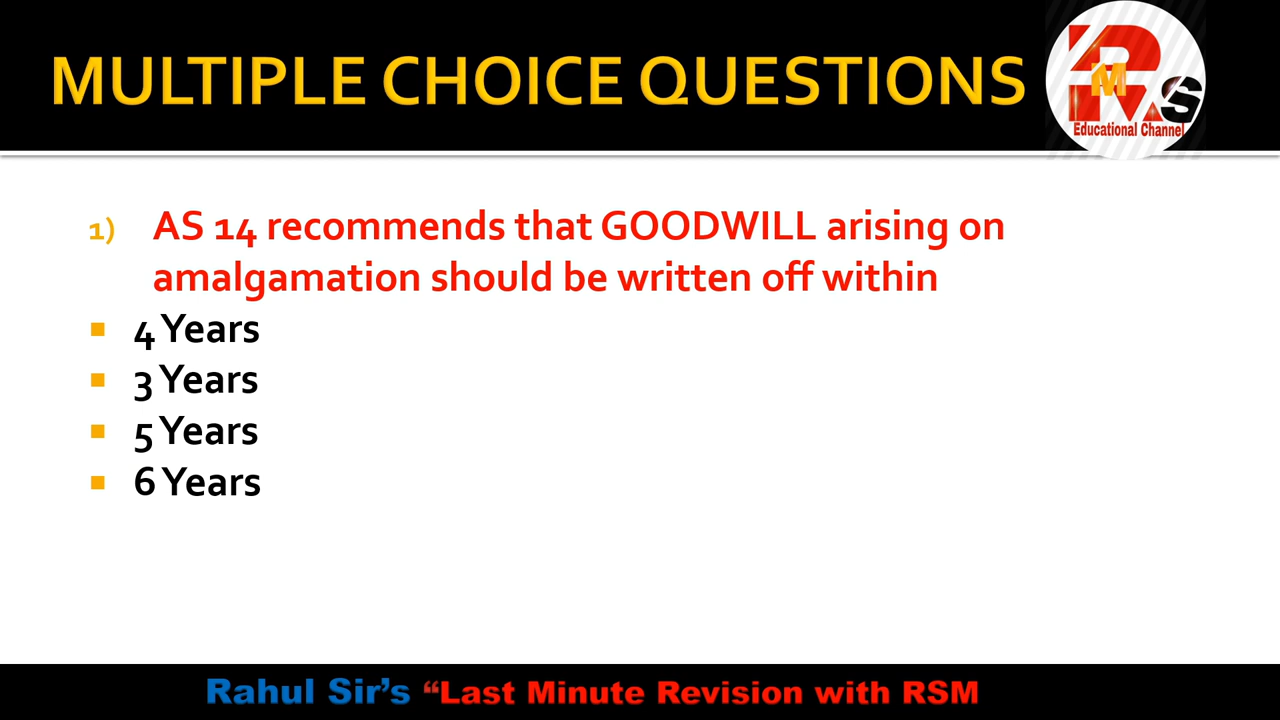 MULTIPLE CHOICE QUESTIONS
RMS
Educational Channel
1) AS 14 recommends that GOODWILL arising on
amalgamation should be written off within
▪ 4 Years
▪ 3 Years
▪ 5 Years
▪ 6 Years
Rahul Sir's “Last Minute Revision with RSM